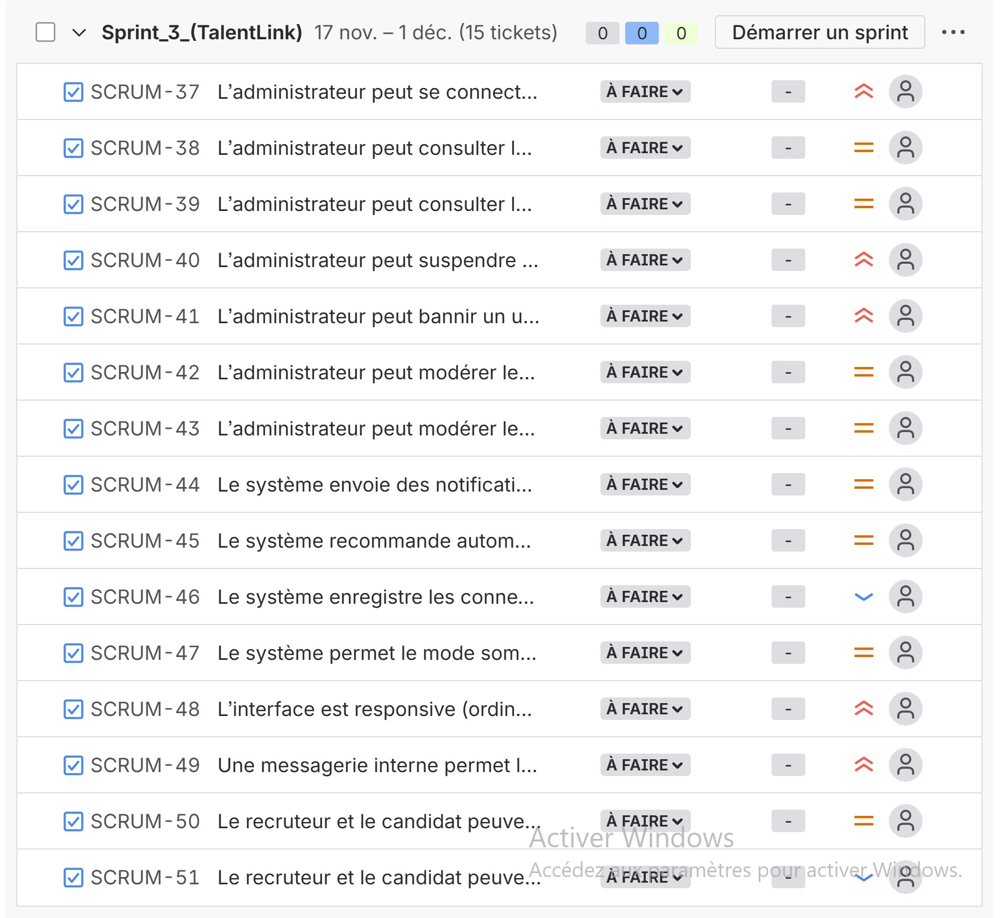 Sprint_3_(TalentLink) 17 nov. – 1 déc. (15 tickets) 0 0 0 Démarrer un sprint
SCRUM-37 L’administrateur peut se connect... À FAIRE -
SCRUM-38 L’administrateur peut consulter l... À FAIRE -
SCRUM-39 L’administrateur peut consulter l... À FAIRE -
SCRUM-40 L’administrateur peut suspendre ... À FAIRE -
SCRUM-41 L’administrateur peut bannir un u... À FAIRE -
SCRUM-42 L’administrateur peut modérer le... À FAIRE -
SCRUM-43 L’administrateur peut modérer le... À FAIRE -
SCRUM-44 Le système envoie des notificati... À FAIRE -
SCRUM-45 Le système recommande autom... À FAIRE -
SCRUM-46 Le système enregistre les conne... À FAIRE -
SCRUM-47 Le système permet le mode som... À FAIRE -
SCRUM-48 L’interface est responsive (ordin... À FAIRE -
SCRUM-49 Une messagerie interne permet l... À FAIRE -
SCRUM-50 Le recruteur et le candidat peuve... À FAIRE -
Activer Windows
Accédez aux paramètres pour activer Windows.
SCRUM-51 Le recruteur et le candidat peuve... À FAIRE -